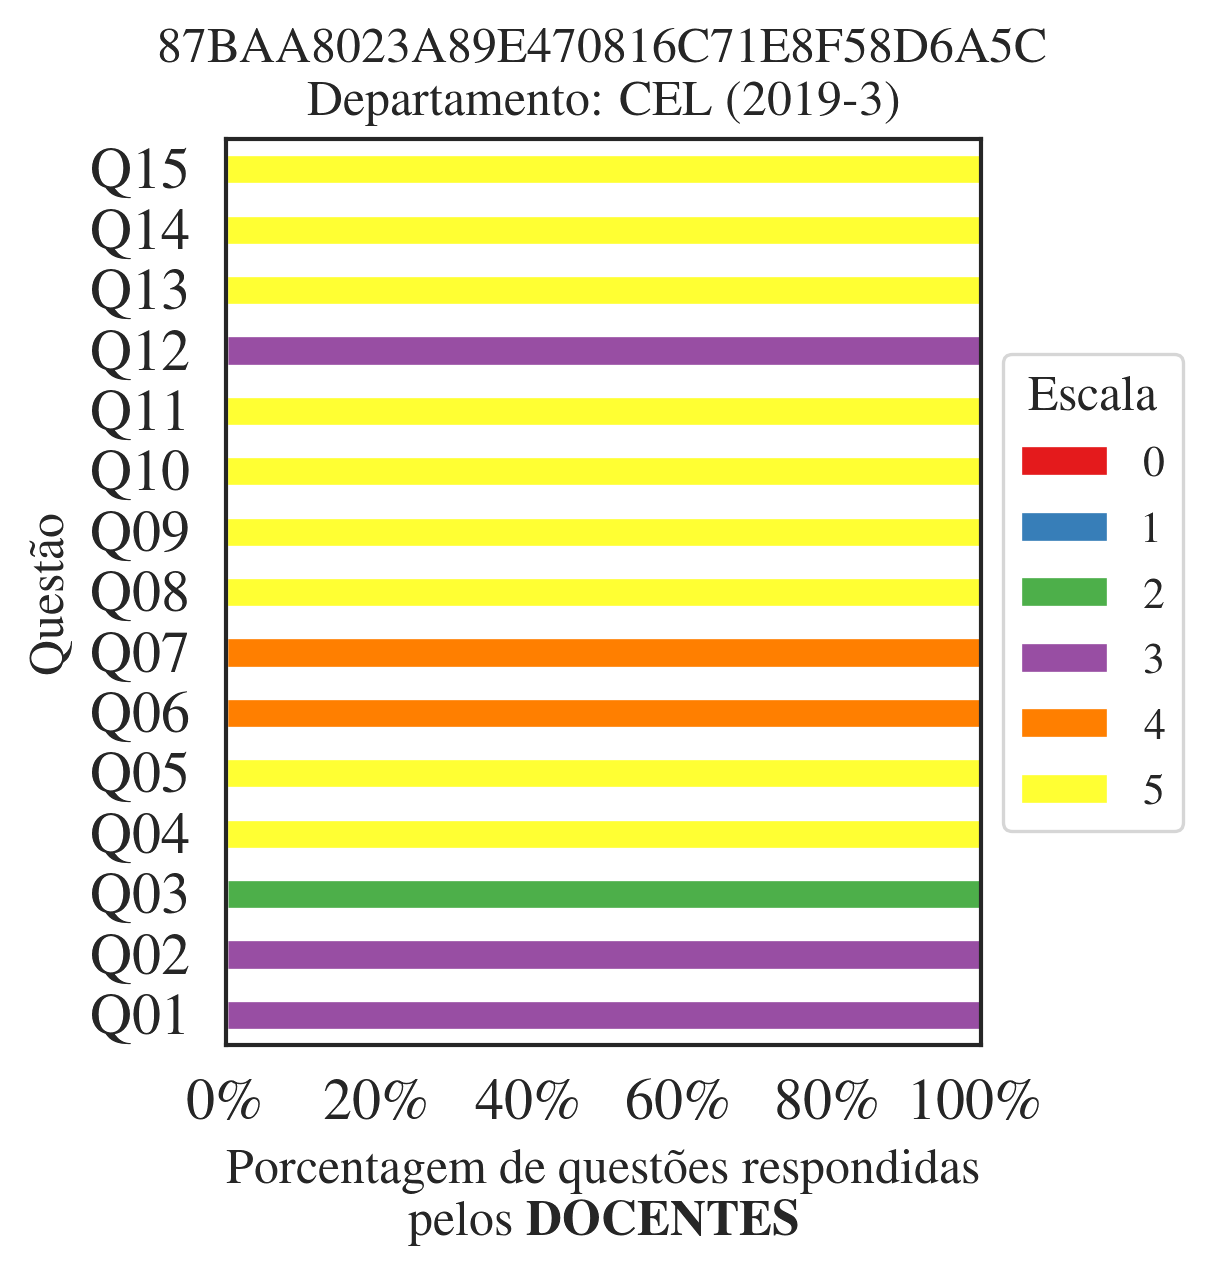 87BAA8023A89E470816C71E8F58D6A5C
Departamento: CEL (2019-3)
Questão
Q15
Q14
Q13
Q12
Q11
Q10
Q09
Q08
Q07
Q06
Q05
Q04
Q03
Q02
Q01
0% 20% 40% 60% 80% 100%
Porcentagem de questões respondidas
pelos DOCENTES
Escala
0
1
2
3
4
5